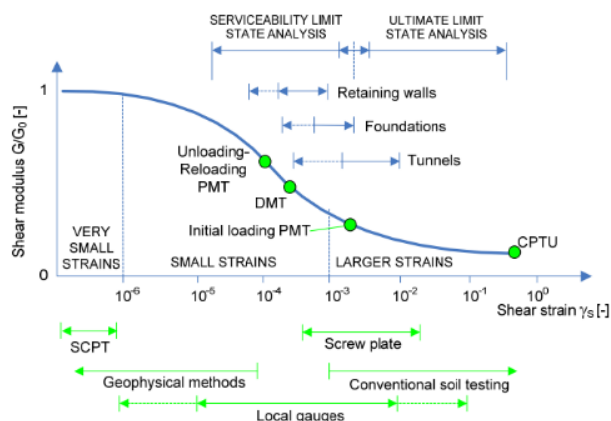 SERVICEABILITY LIMIT
STATE ANALYSIS
ULTIMATE LIMIT
STATE ANALYSIS
Shear modulus G/G₀ [-]
1
0
Retaining walls
Foundations
Tunnels
Unloading-
Reloading
PMT
DMT
Initial loading PMT
CPTU
VERY
SMALL
STRAINS
SMALL STRAINS
LARGER STRAINS
10⁻⁶
10⁻⁵
10⁻⁴
10⁻³
10⁻²
10⁻¹
10⁰
Shear strain γₛ [-]
SCPT
Screw plate
Geophysical methods
Conventional soil testing
Local gauges